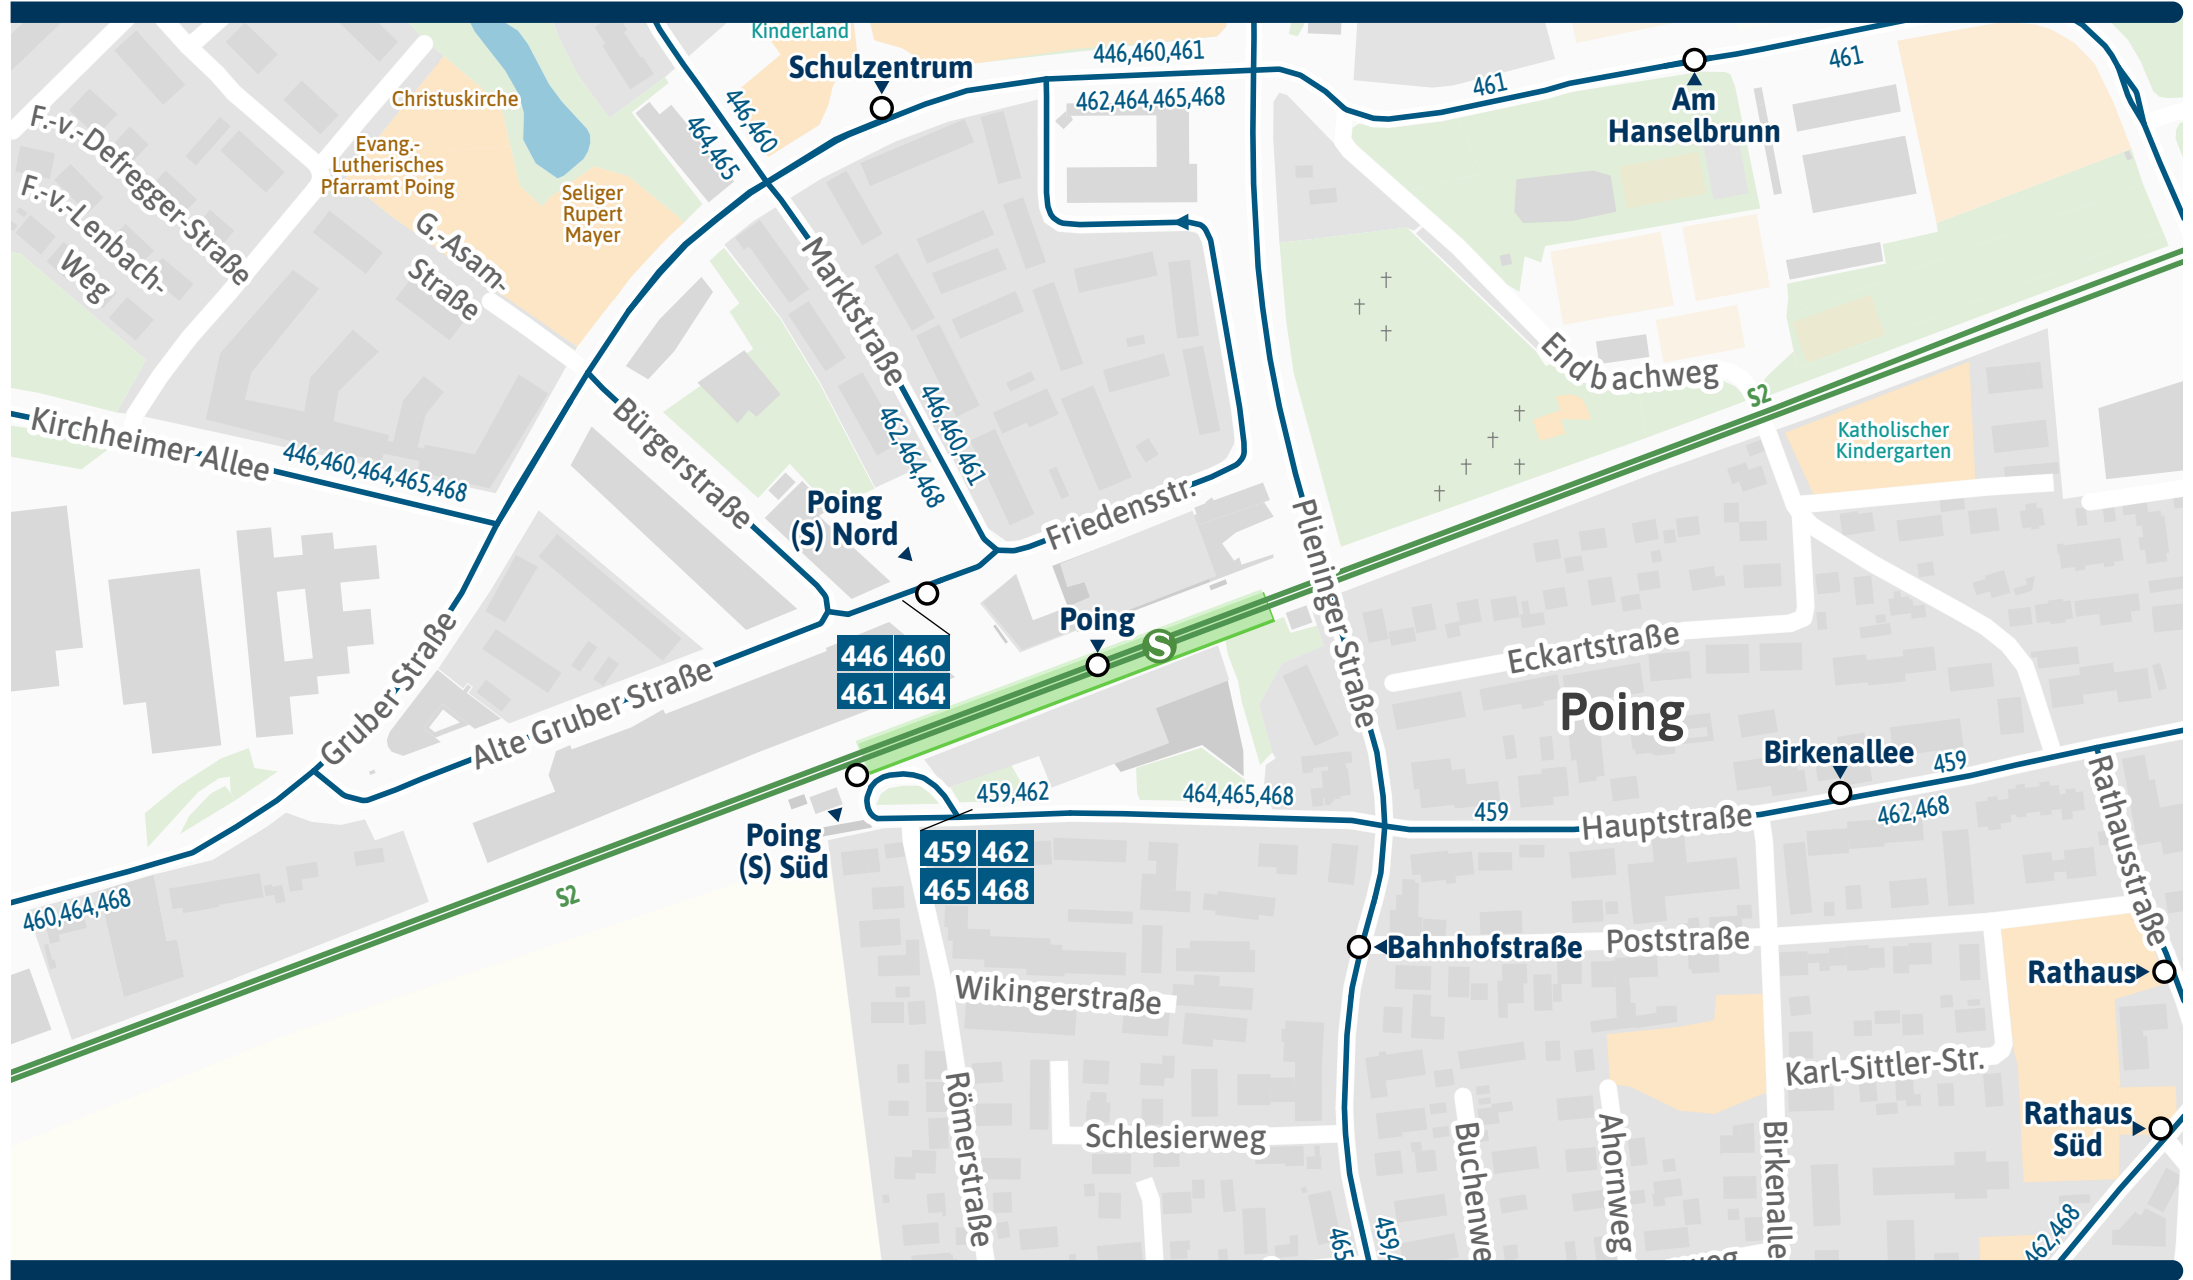 Kinderland
Schulzentrum
446,460,461
462,464,465,468
461
461
Am
Hanselbrunn
Christuskirche
Evang.-
Lutherisches
Pfarramt Poing
Seliger
Rupert
Mayer
446,460
464,465
F.-v.-Defregger-Straße
F.-v.-Lenbach-
Weg
G.-Asam-
Straße
Marktstraße
Endbachweg
S2
Kirchheimer Allee
446,460,464,465,468
Bürgerstraße
446,460,461
462,464,468
Katholischer
Kindergarten
Poing
(S) Nord
Friedensstr.
Plieninger Straße
Poing
S
446 460
461 464
Eckartstraße
Poing
Gruber Straße
Alte Gruber Straße
Birkenallee
459
462,468
459,462
464,465,468
459
Hauptstraße
Rathausstraße
Poing
(S) Süd
459 462
465 468
460,464,468
S2
Bahnhofstraße
Poststraße
Rathaus
Wikingerstraße
Karl-Sittler-Str.
Römerstraße
Schlesierweg
Buchenwe
Ahornweg
Birkenalle
Rathaus
Süd
465
459,4
462,468